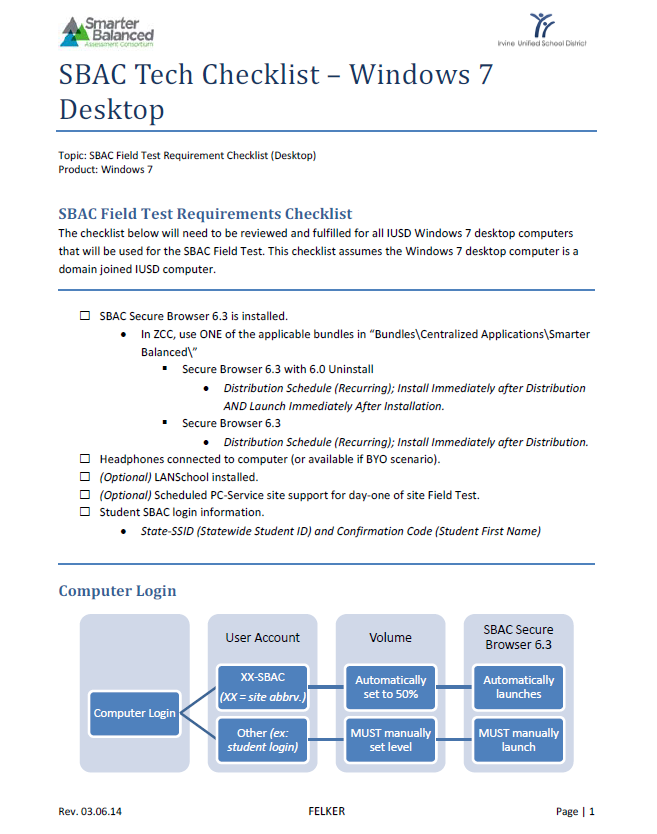 Smarter
Balanced
Assessment Consortium
Irvine Unified School District
SBAC Tech Checklist – Windows 7
Desktop
Topic: SBAC Field Test Requirement Checklist (Desktop)
Product: Windows 7
SBAC Field Test Requirements Checklist
The checklist below will need to be reviewed and fulfilled for all IUSD Windows 7 desktop computers
that will be used for the SBAC Field Test. This checklist assumes the Windows 7 desktop computer is a
domain joined IUSD computer.
☐ SBAC Secure Browser 6.3 is installed.
• In ZCC, use ONE of the applicable bundles in “Bundles\Centralized Applications\Smarter
Balanced\”
▪ Secure Browser 6.3 with 6.0 Uninstall
• Distribution Schedule (Recurring); Install Immediately after Distribution
AND Launch Immediately After Installation.
▪ Secure Browser 6.3
• Distribution Schedule (Recurring); Install Immediately after Distribution.
☐ Headphones connected to computer (or available if BYO scenario).
☐ (Optional) LANSchool installed.
☐ (Optional) Scheduled PC-Service site support for day-one of site Field Test.
☐ Student SBAC login information.
• State-SSID (Statewide Student ID) and Confirmation Code (Student First Name)
Computer Login
Computer Login
User Account
XX-SBAC
(XX = site abbrv.)
Other (ex:
student login)
Volume
Automatically
set to 50%
MUST manually
set level
SBAC Secure
Browser 6.3
Automatically
launches
MUST manually
launch
Rev. 03.06.14
FELKER
Page | 1